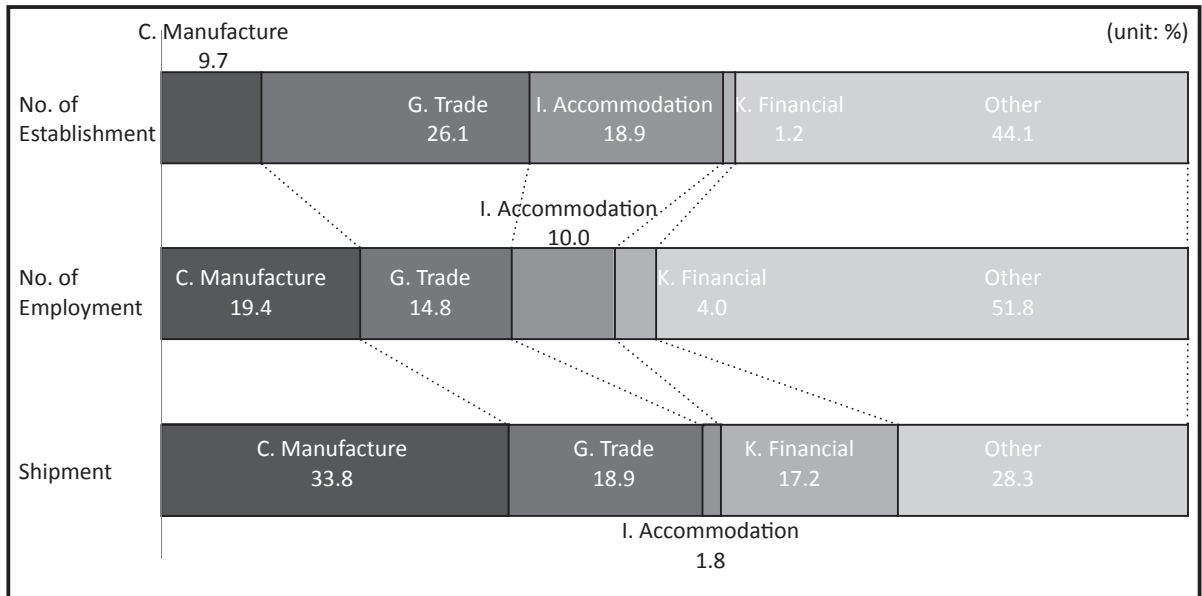 C. Manufacture
9.7
(unit: %)
No. of
Establishment
G. Trade
26.1
I. Accommodation
18.9
K. Financial
1.2
Other
44.1
I. Accommodation
10.0
No. of
Employment
C. Manufacture
19.4
G. Trade
14.8
K. Financial
4.0
Other
51.8
Shipment
C. Manufacture
33.8
G. Trade
18.9
K. Financial
17.2
Other
28.3
I. Accommodation
1.8